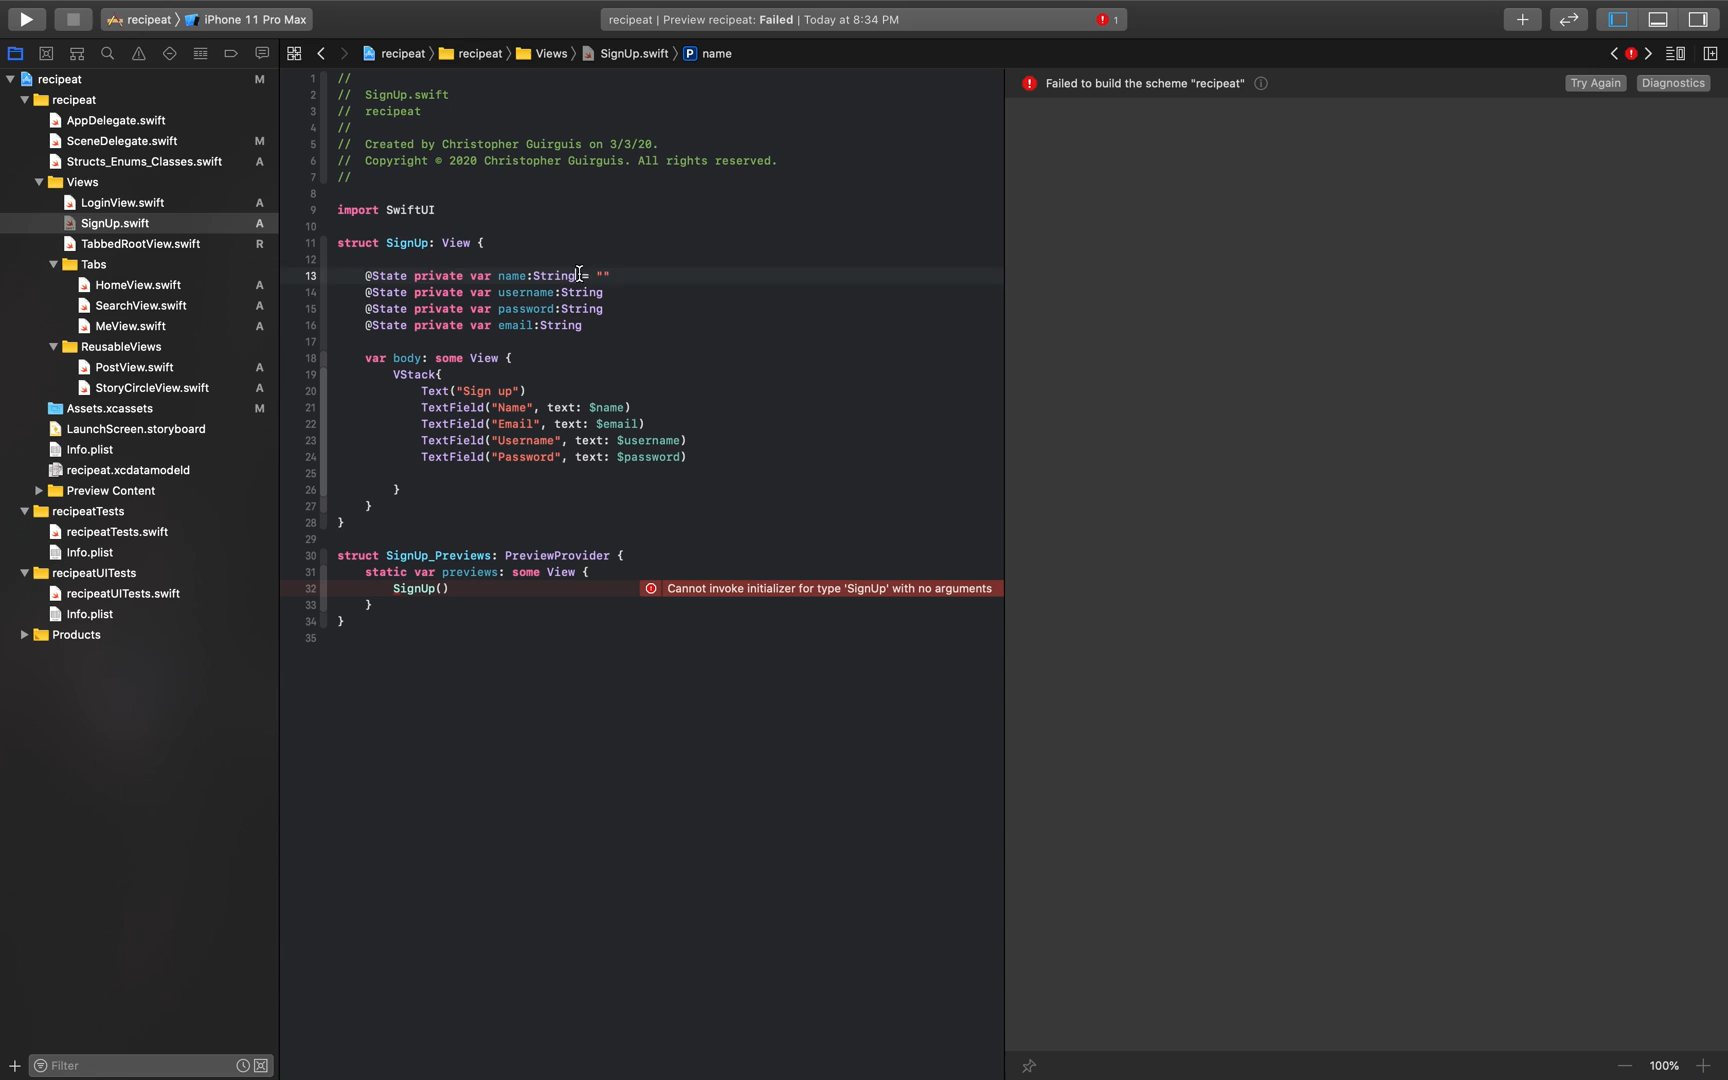 recipeat 〉 iPhone 11 Pro Max
recipeat | Preview recipeat: Failed | Today at 8:34 PM
1
recipeat 〉 recipeat 〉 Views 〉 SignUp.swift 〉 P name
recipeat M
recipeat
AppDelegate.swift
SceneDelegate.swift M
Structs_Enums_Classes.swift A
Views
LoginView.swift A
SignUp.swift A
TabbedRootView.swift R
Tabs
HomeView.swift A
SearchView.swift A
MeView.swift A
ReusableViews
PostView.swift A
StoryCircleView.swift A
Assets.xcassets M
LaunchScreen.storyboard
Info.plist
recipeat.xcdatamodeld
Preview Content
recipeatTests
recipeatTests.swift
Info.plist
recipeatUITests
recipeatUITests.swift
Info.plist
Products
Filter
1 //
2 // SignUp.swift
3 // recipeat
4 //
5 // Created by Christopher Guirguis on 3/3/20.
6 // Copyright © 2020 Christopher Guirguis. All rights reserved.
7 //
8
9 import SwiftUI
10
11 struct SignUp: View {
12
13 @State private var name:String = ""
14 @State private var username:String
15 @State private var password:String
16 @State private var email:String
17
18 var body: some View {
19 VStack{
20 Text("Sign up")
21 TextField("Name", text: $name)
22 TextField("Email", text: $email)
23 TextField("Username", text: $username)
24 TextField("Password", text: $password)
25
26 }
27 }
28 }
29
30 struct SignUp_Previews: PreviewProvider {
31 static var previews: some View {
32 SignUp() Cannot invoke initializer for type 'SignUp' with no arguments
33 }
34 }
35
Failed to build the scheme "recipeat"
Try Again
Diagnostics
100%